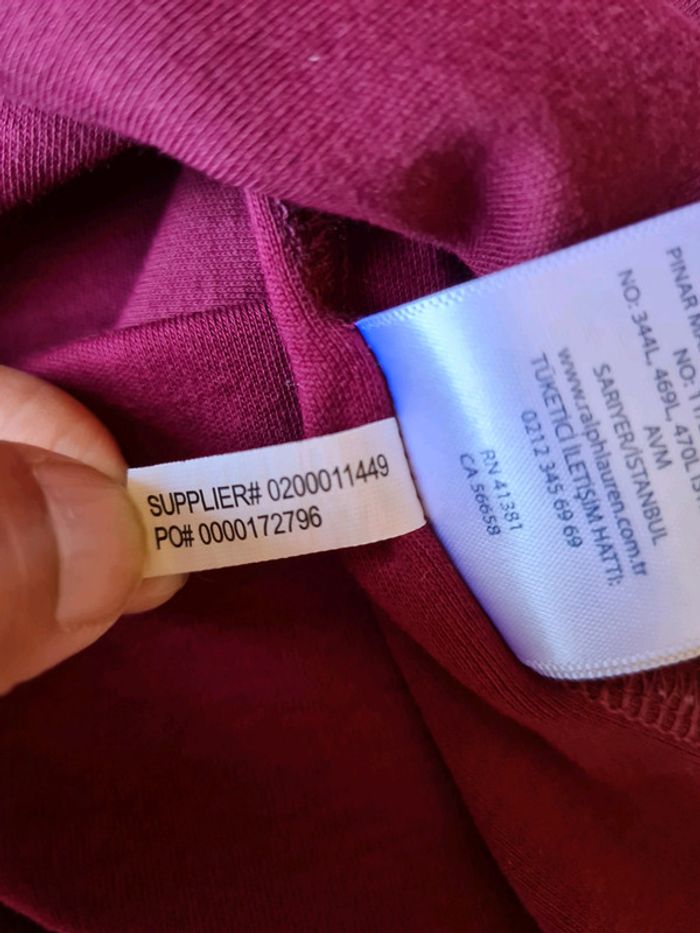 SUPPLIER# 0200011449
PO# 0000172796
NO:
NO: 344L, 469L, 470L
AVM
SARIYER/İSTANBUL
www.ralphlauren.com.tr
TÜKETİCİ İLETİŞİM HATTI:
0212 345 69 69
RN 41381
CA 56658